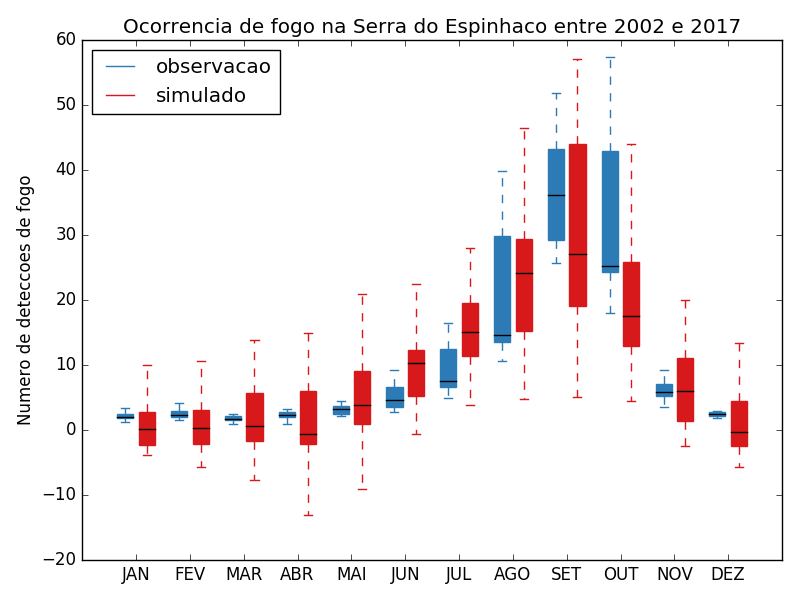 Ocorrencia de fogo na Serra do Espinhaco entre 2002 e 2017
60
observacao
simulado
50
40
30
20
10
0
−10
−20
Numero de deteccoes de fogo
JAN FEV MAR ABR MAI JUN JUL AGO SET OUT NOV DEZ